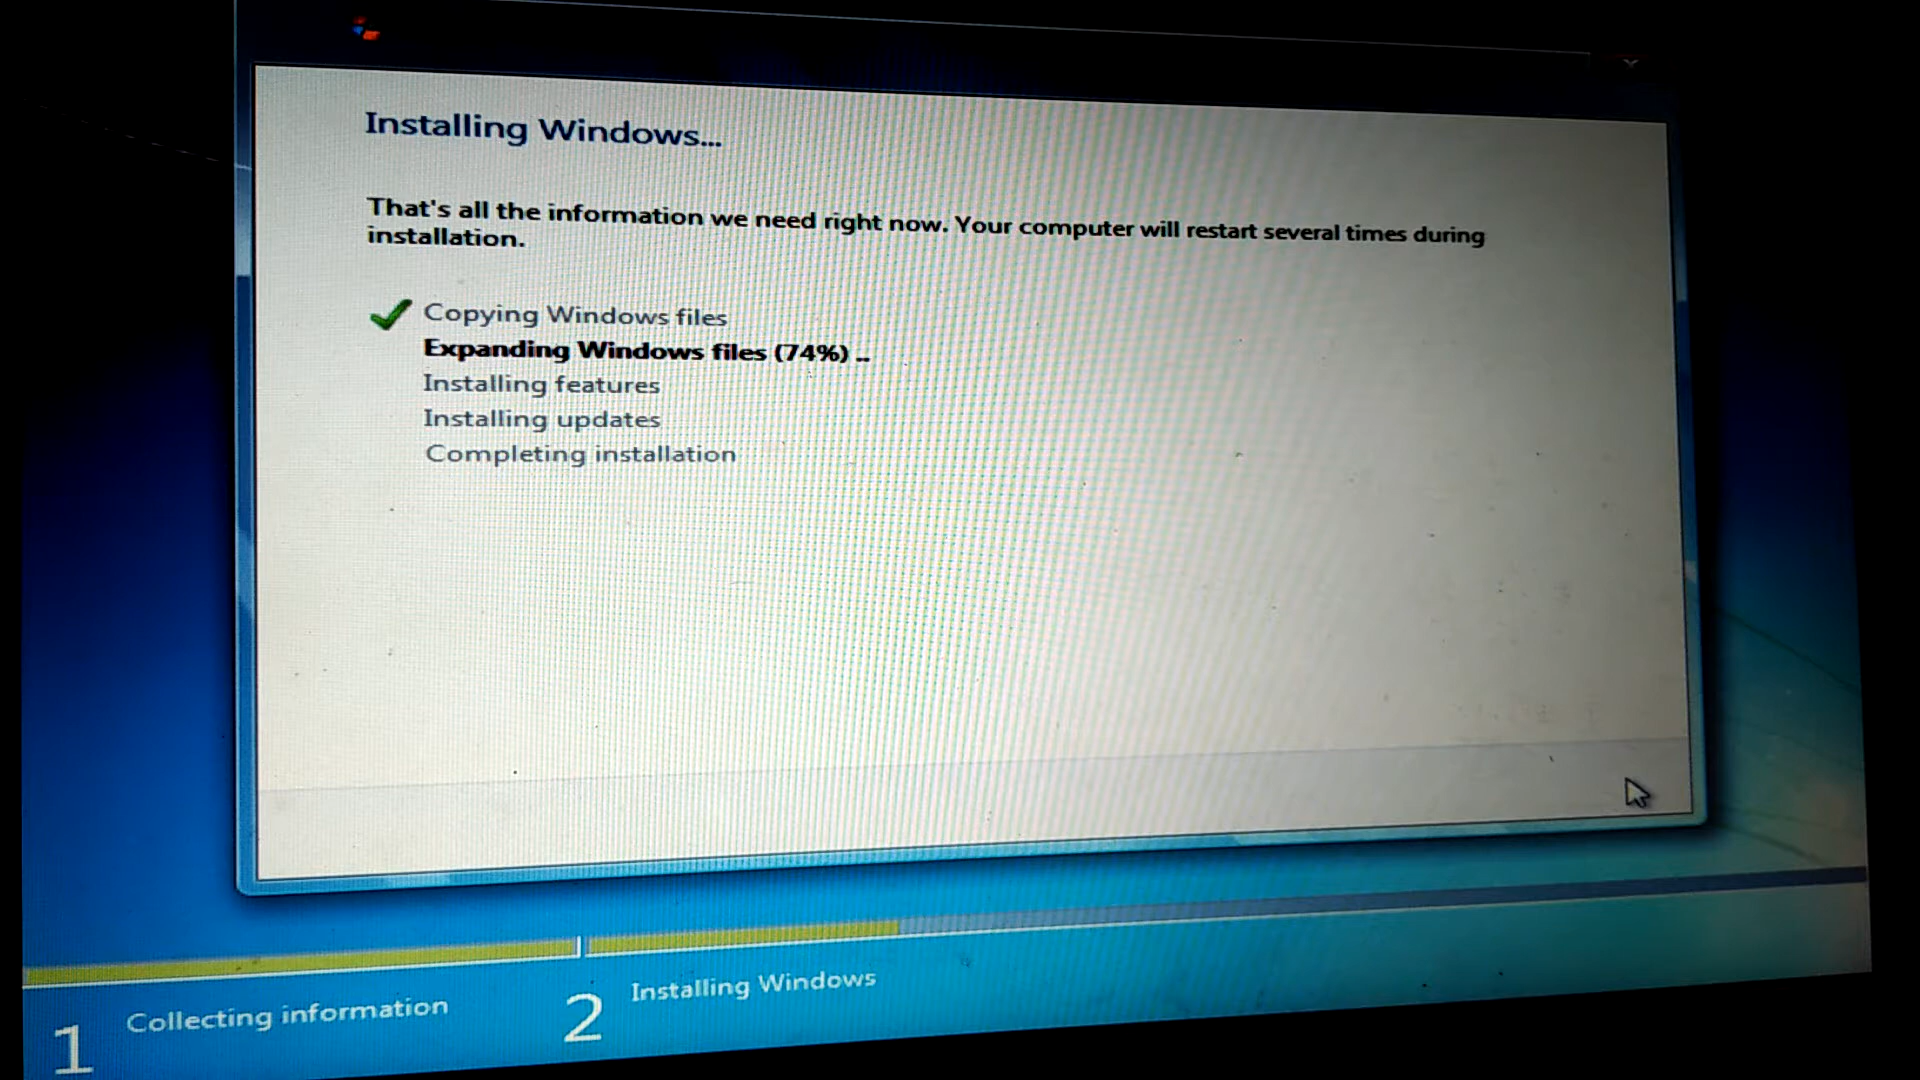 Installing Windows...
That's all the information we need right now. Your computer will restart several times during
installation.
Copying Windows files
Expanding Windows files (74%) ..
Installing features
Installing updates
Completing installation
1 Collecting information
2 Installing Windows